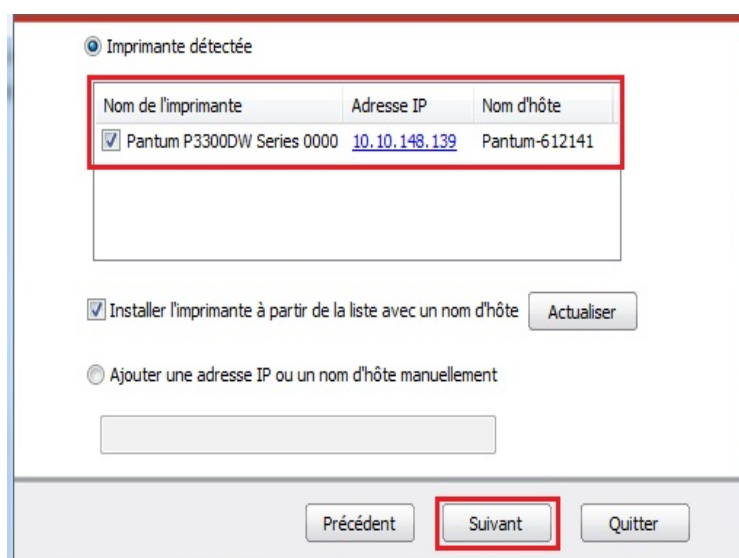 Imprimante détectée
Nom de l'imprimante Adresse IP Nom d'hôte
Pantum P3300DW Series 0000 10.10.148.139 Pantum-612141
Installer l'imprimante à partir de la liste avec un nom d'hôte Actualiser
Ajouter une adresse IP ou un nom d'hôte manuellement
Précédent Suivant Quitter